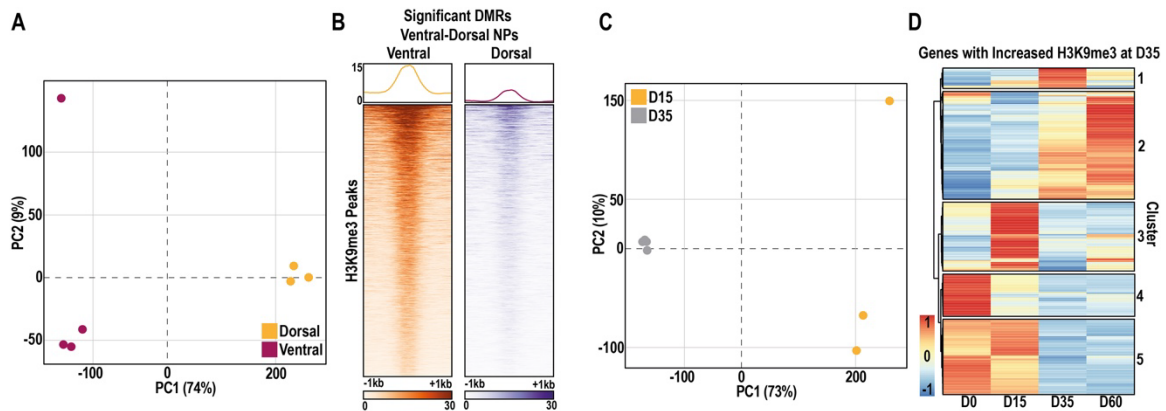 A
PC2 (9%)
100
50
0
-50
-100
0
200
PC1 (74%)
Dorsal
Ventral
B
Significant DMRs
Ventral-Dorsal NPs
Ventral
Dorsal
15
0
H3K9me3 Peaks
-1kb
+1kb
-1kb
+1kb
0
30
0
30
C
D15
D35
PC2 (10%)
150
50
0
-100
-100
0
200
PC1 (73%)
D
Genes with Increased H3K9me3 at D35
1
2
3
4
5
Cluster
1
0
-1
D0
D15
D35
D60